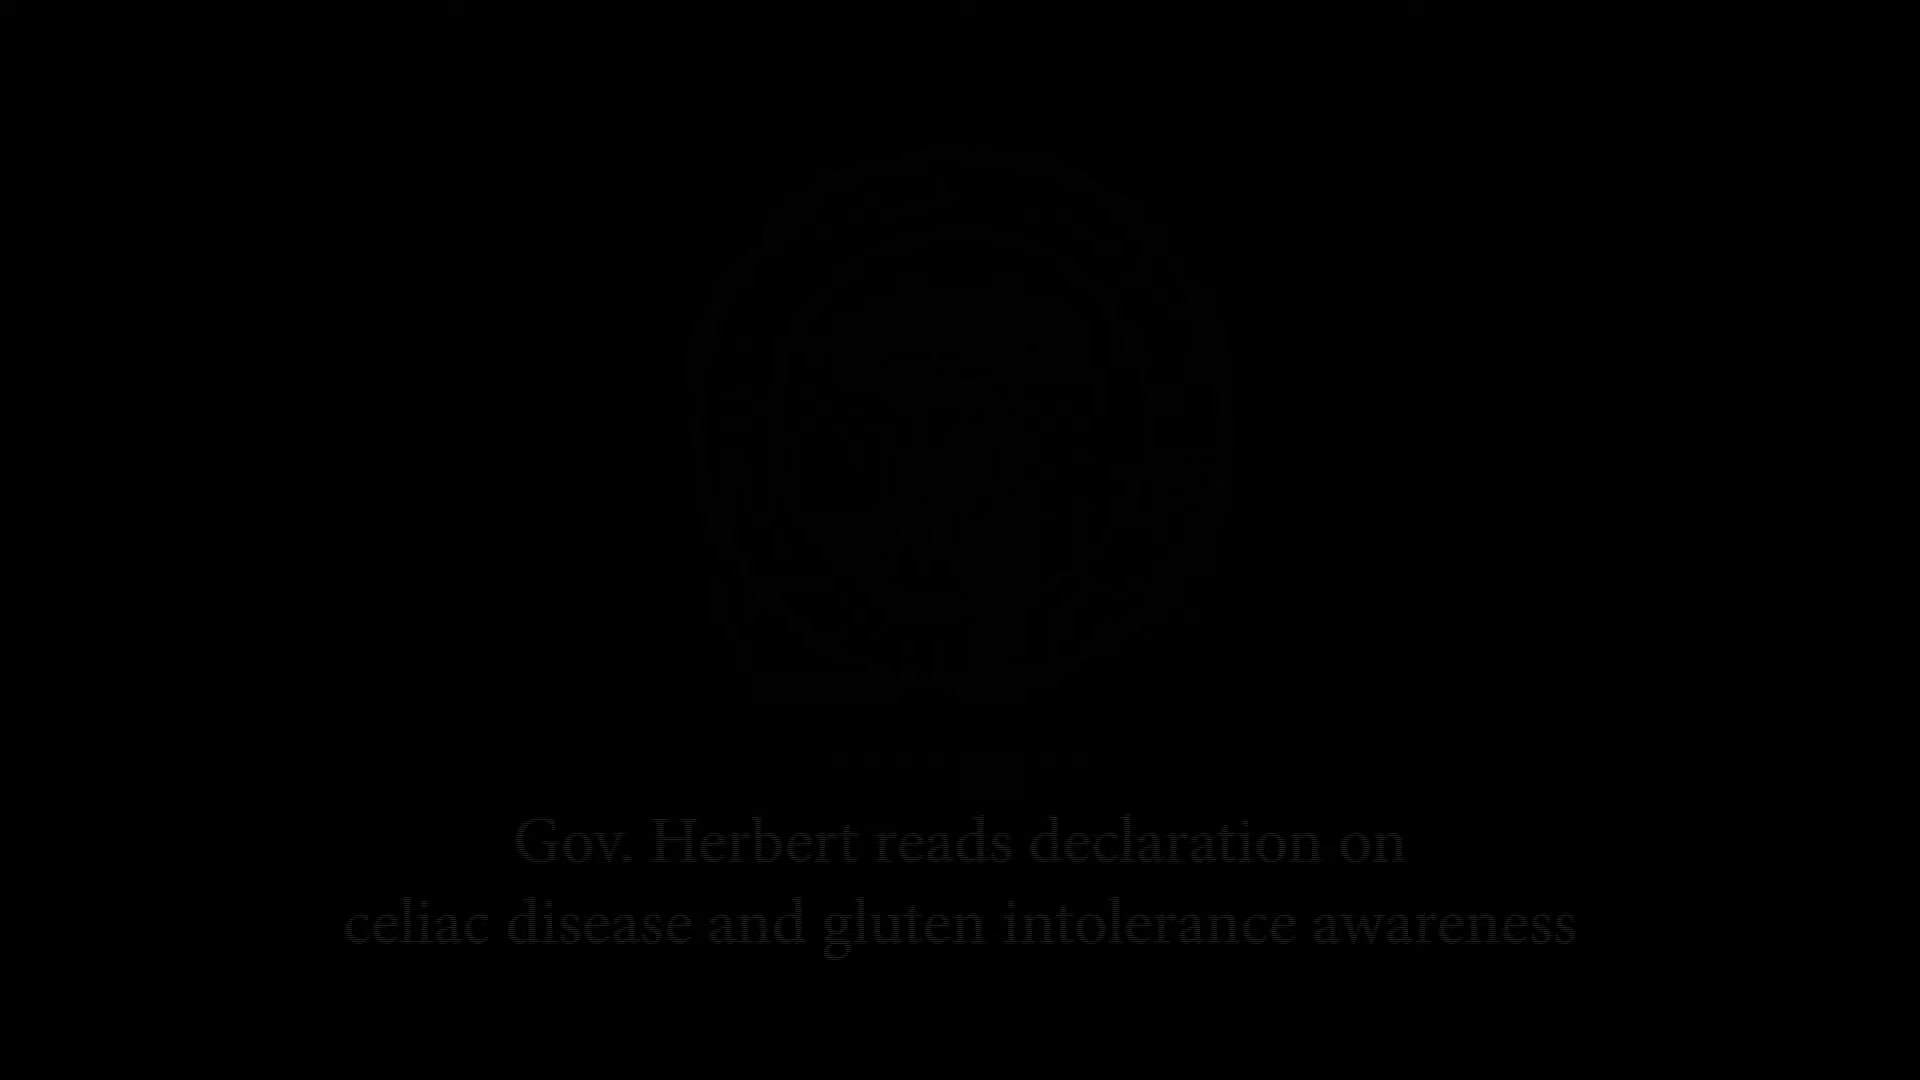 Gov. Herbert reads declaration on
celiac disease and gluten intolerance awareness